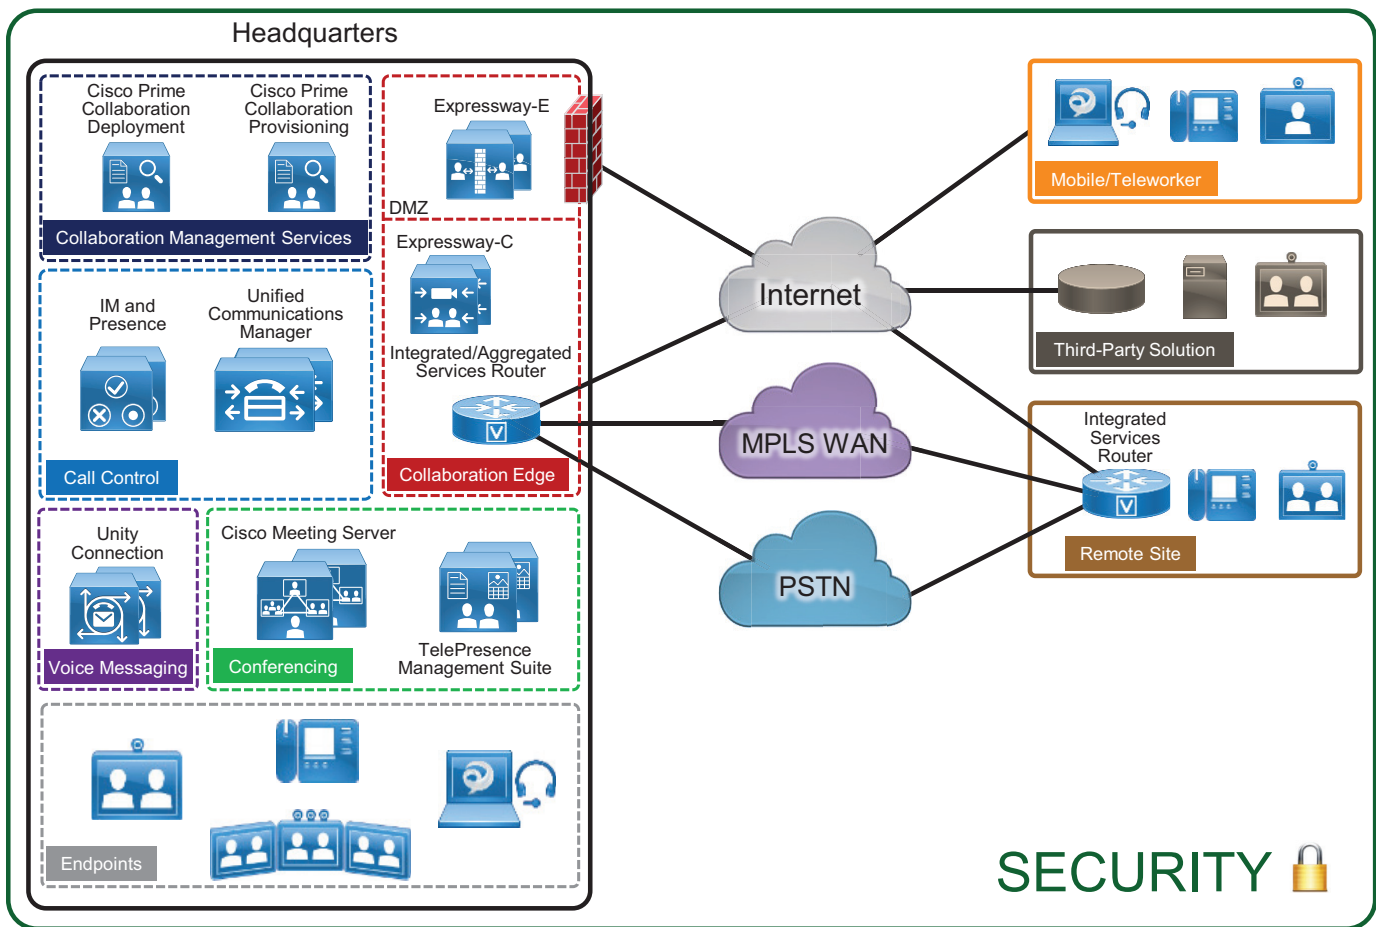 Headquarters
Cisco Prime
Collaboration
Deployment
Cisco Prime
Collaboration
Provisioning
Collaboration Management Services
Expressway-E
DMZ
Expressway-C
Integrated/Aggregated
Services Router
V
Collaboration Edge
IM and
Presence
Unified
Communications
Manager
Call Control
Unity
Connection
Voice Messaging
Cisco Meeting Server
TelePresence
Management Suite
Conferencing
Endpoints
Internet
MPLS WAN
PSTN
Mobile/Teleworker
Third-Party Solution
Integrated
Services
Router
V
Remote Site
SECURITY